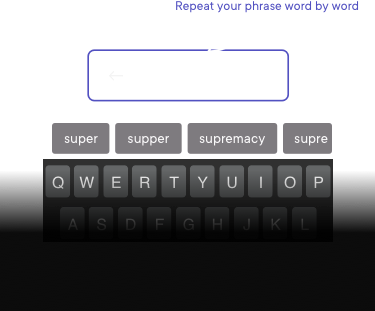 Repeat your phrase word by word
←
super supper supremacy supre
Q W E R T Y U I O P
A S D F G H J K L